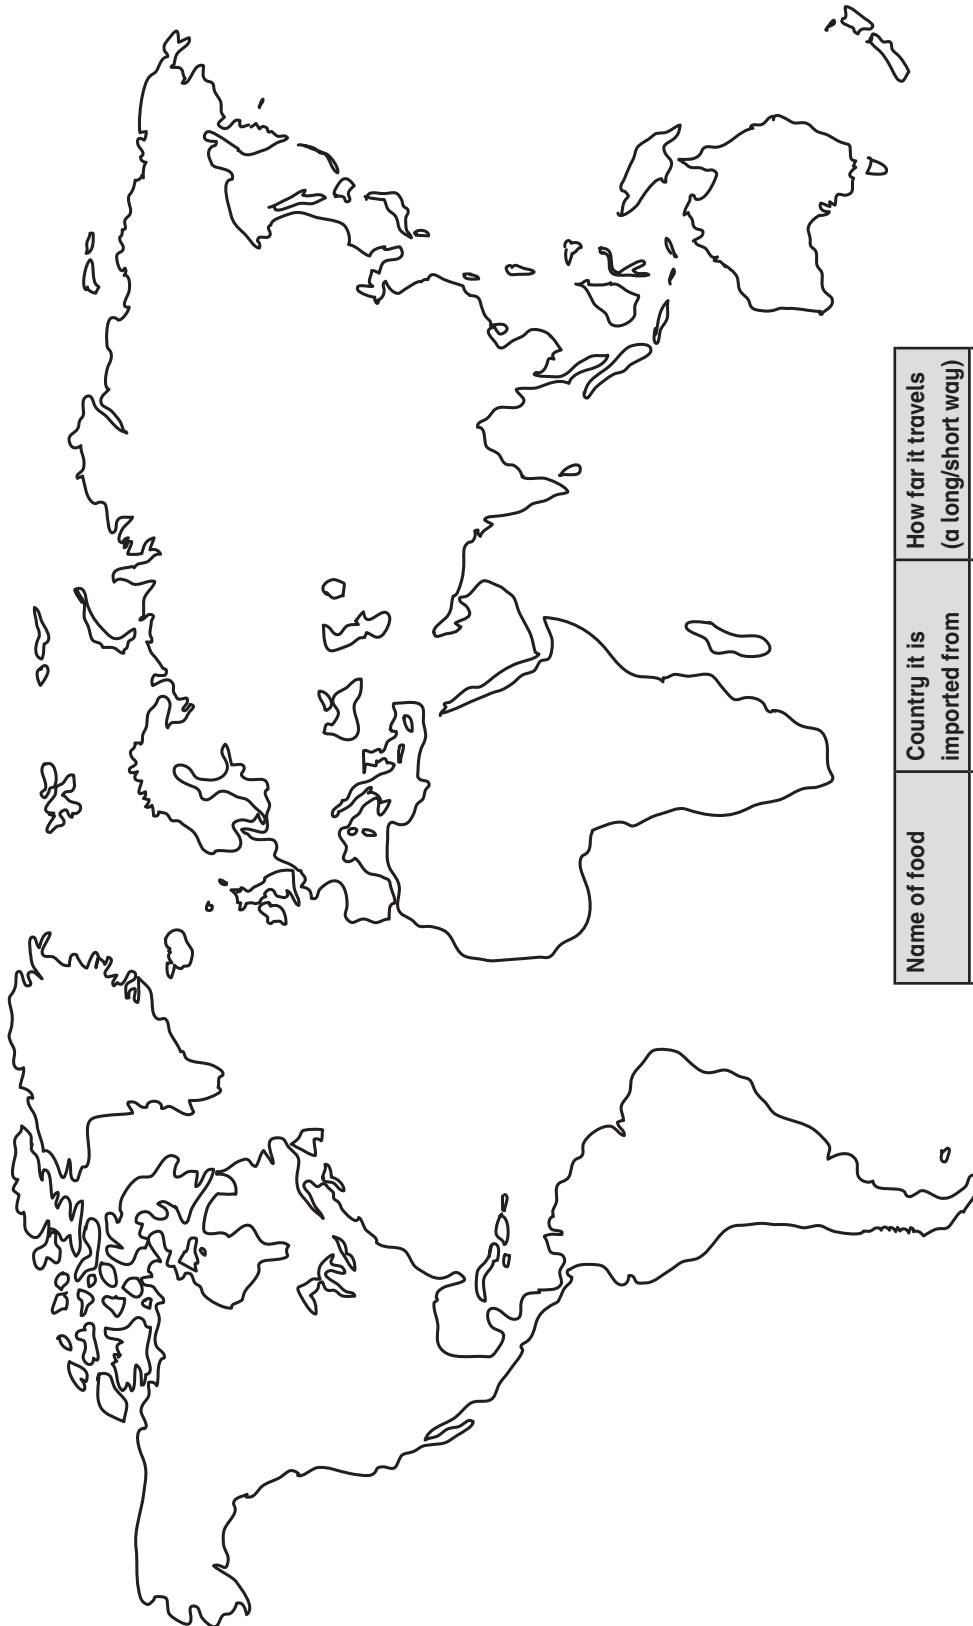 Name of food
Country it is
imported from
How far it travels
(a long/short way)